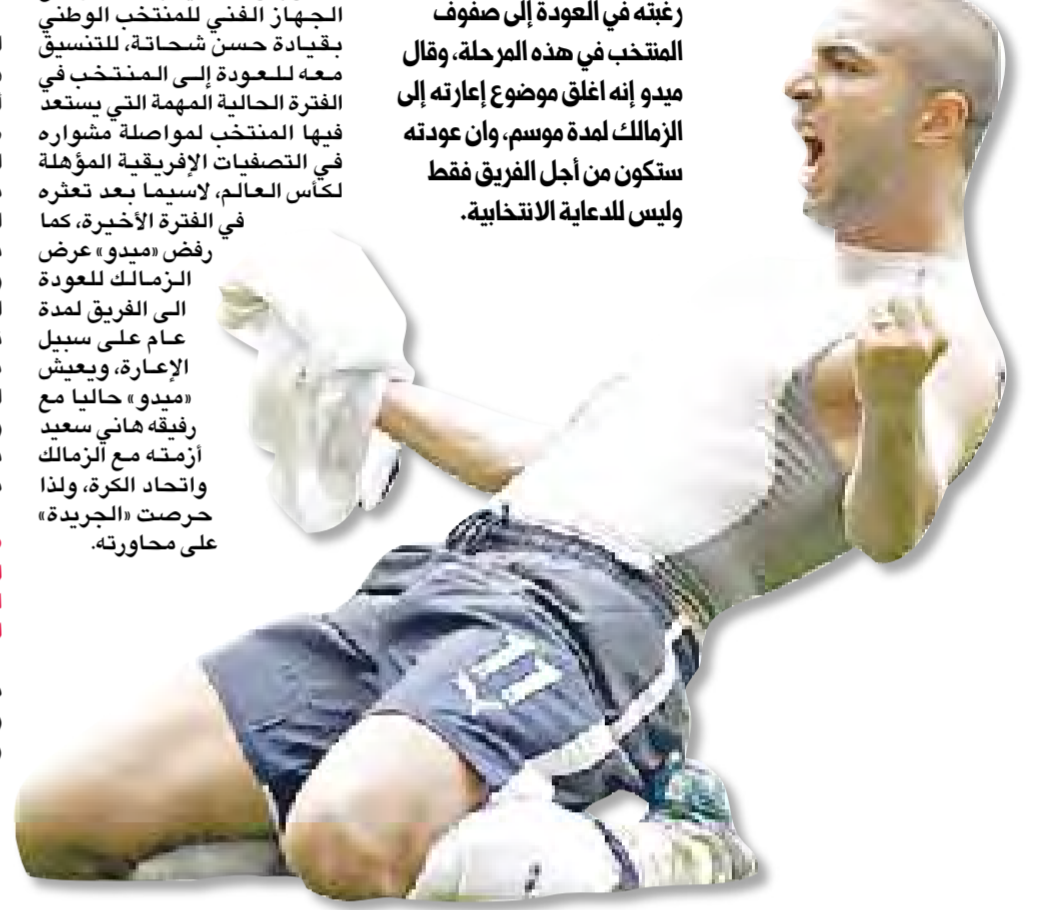 رغبته في العودة إلى صفوف
المنتخب في هذه المرحلة، وقال
ميدو إنه اغلق موضوع إعارته إلى
الزمالك لمدة موسم، وان عودته
ستكون من أجل الفريق فقط
وليس للدعاية الانتخابية.
الجهاز الفني للمنتخب الوطني
بقيادة حسن شحاتة، للتنسيق
معه للعودة إلى المنتخب في
الفترة الحالية المهمة التي يستعد
فيها المنتخب لمواصلة مشواره
في التصفيات الإفريقية المؤهلة
لكأس العالم، لاسيما بعد تعثره
في الفترة الأخيرة، كما
رفض «ميدو» عرض
الزمالك للعودة
الى الفريق لمدة
عام على سبيل
الإعارة، ويعيش
«ميدو» حاليا مع
رفيقه هاني سعيد
أزمته مع الزمالك
واتحاد الكرة، ولذا
حرصت «الجريدة»
على محاورته.
11